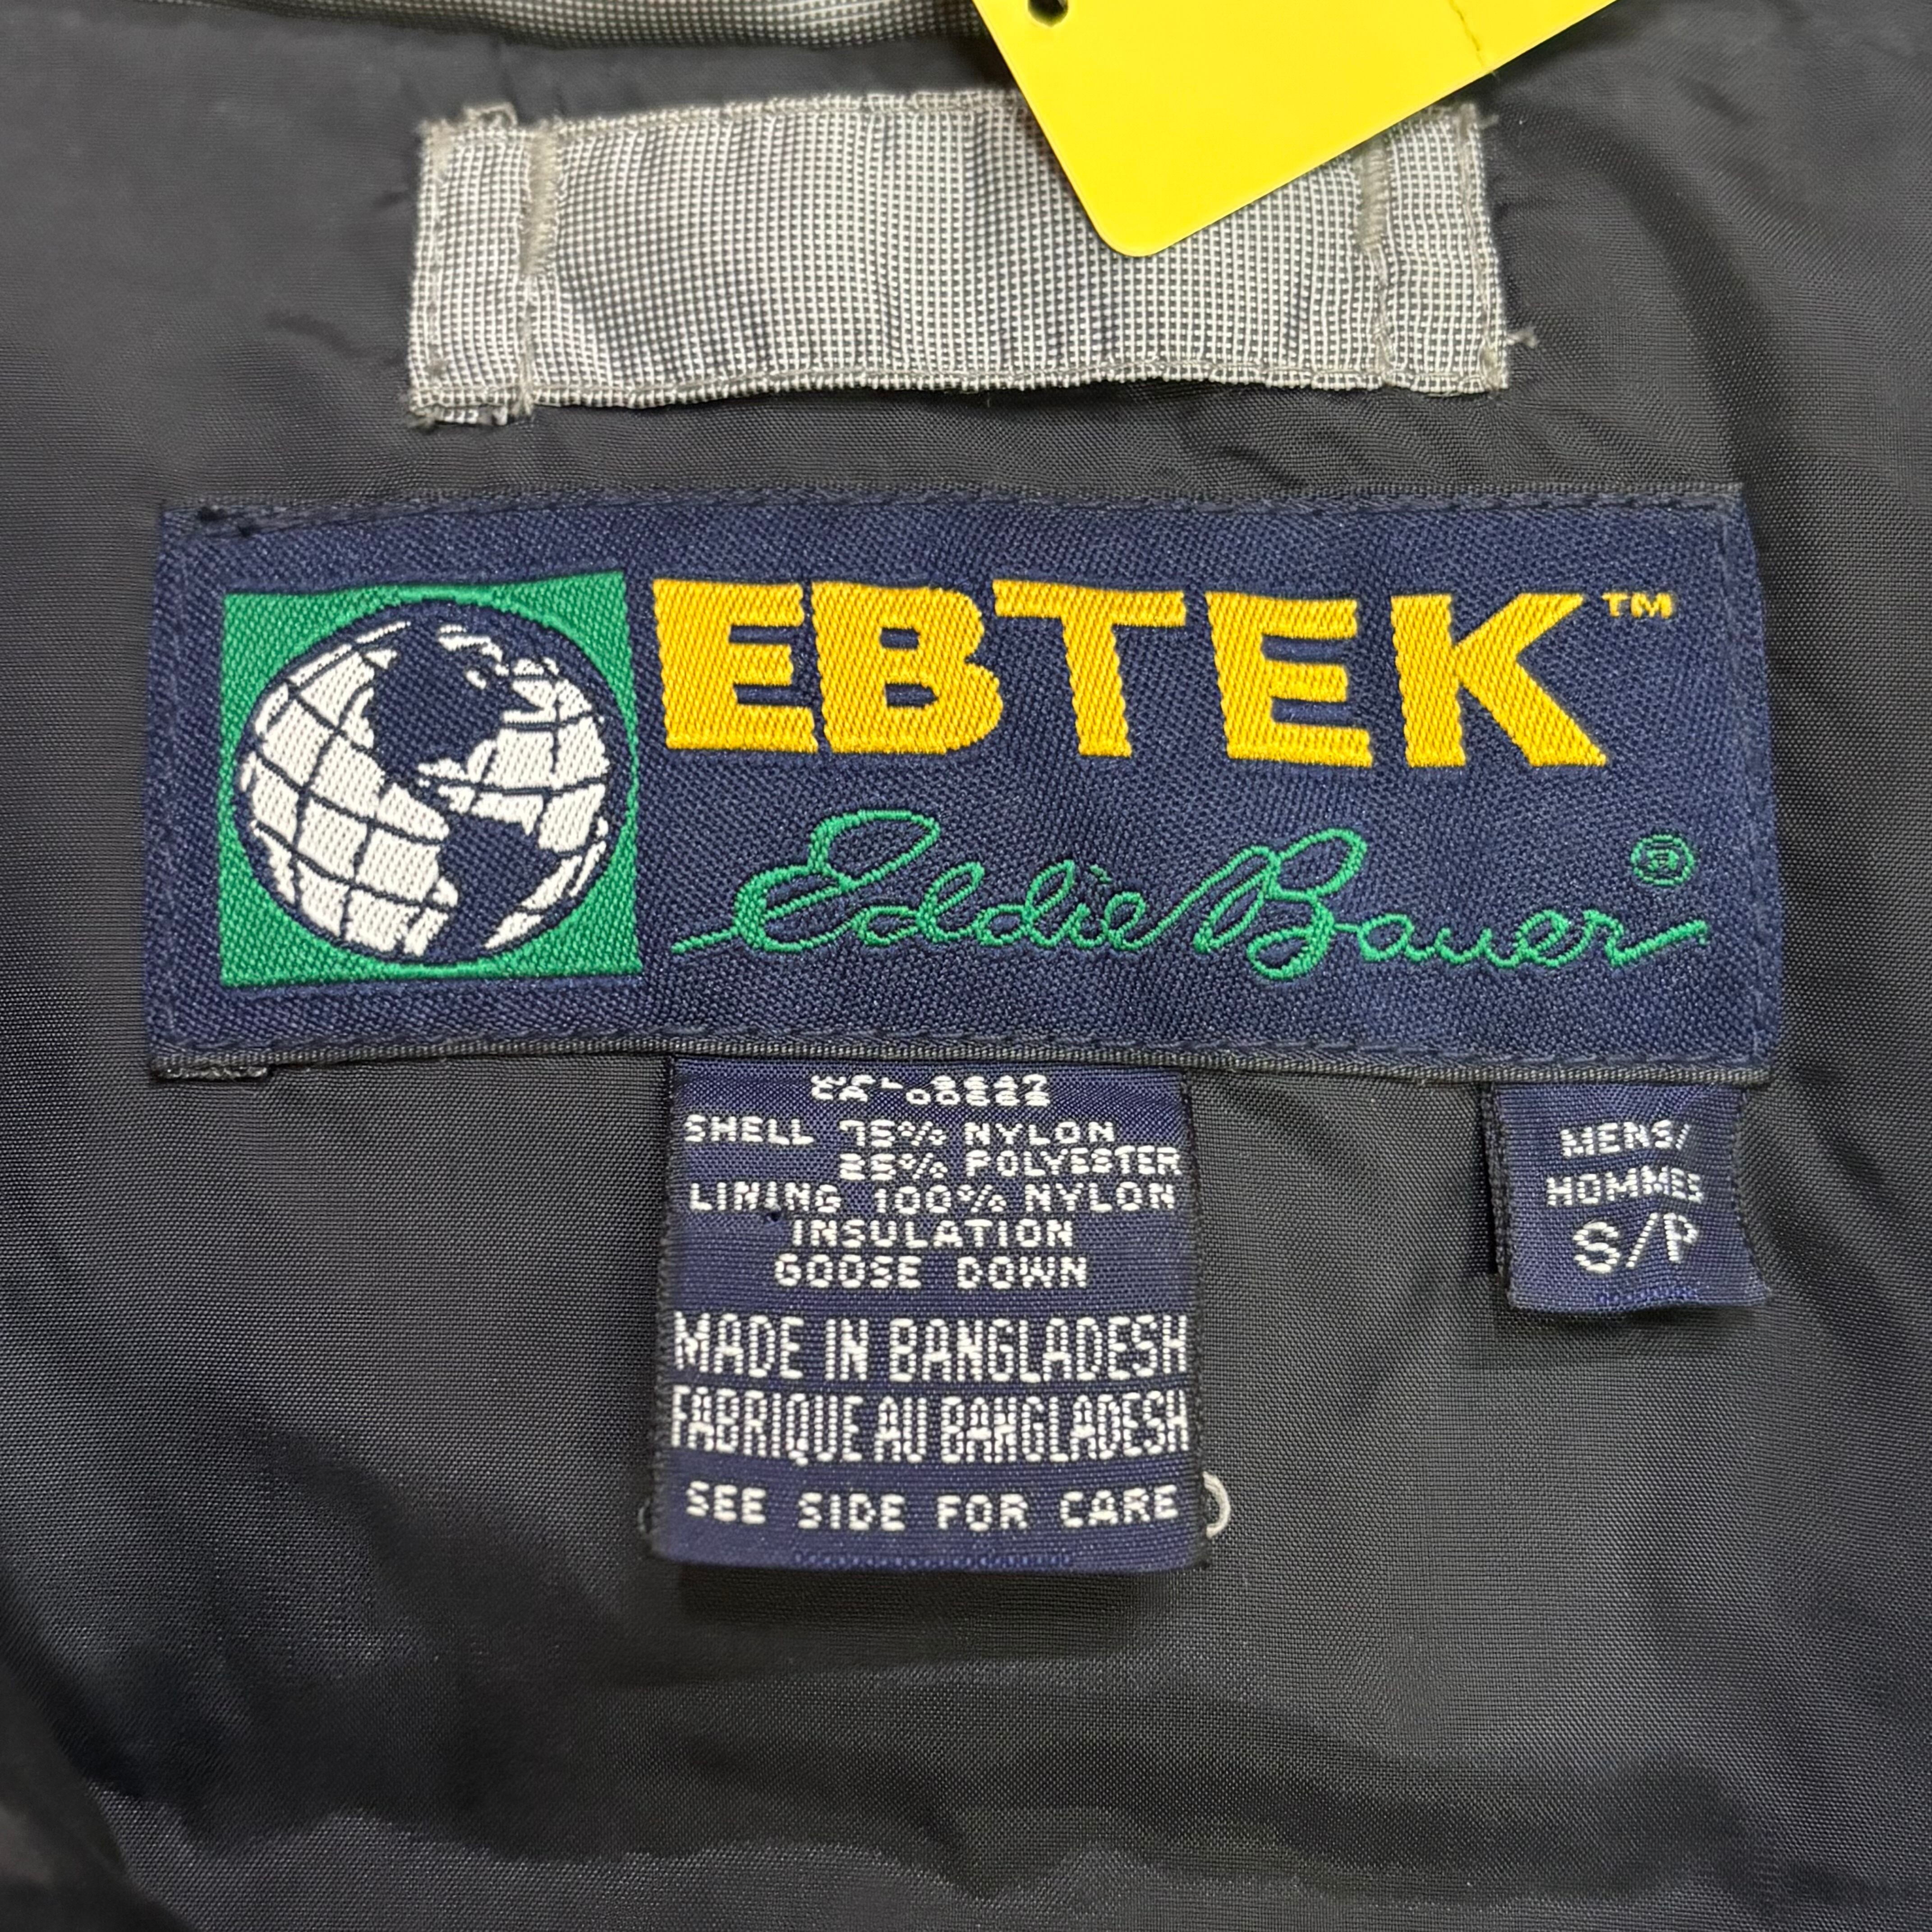 EBTEK™
Eddie Bauer®
SHELL 75% NYLON
25% POLYESTER
LINING 100% NYLON
INSULATION
GOOSE DOWN
MADE IN BANGLADESH
FABRIQUE AU BANGLADESH
SEE SIDE FOR CARE
MENS/
HOMMES
S/P